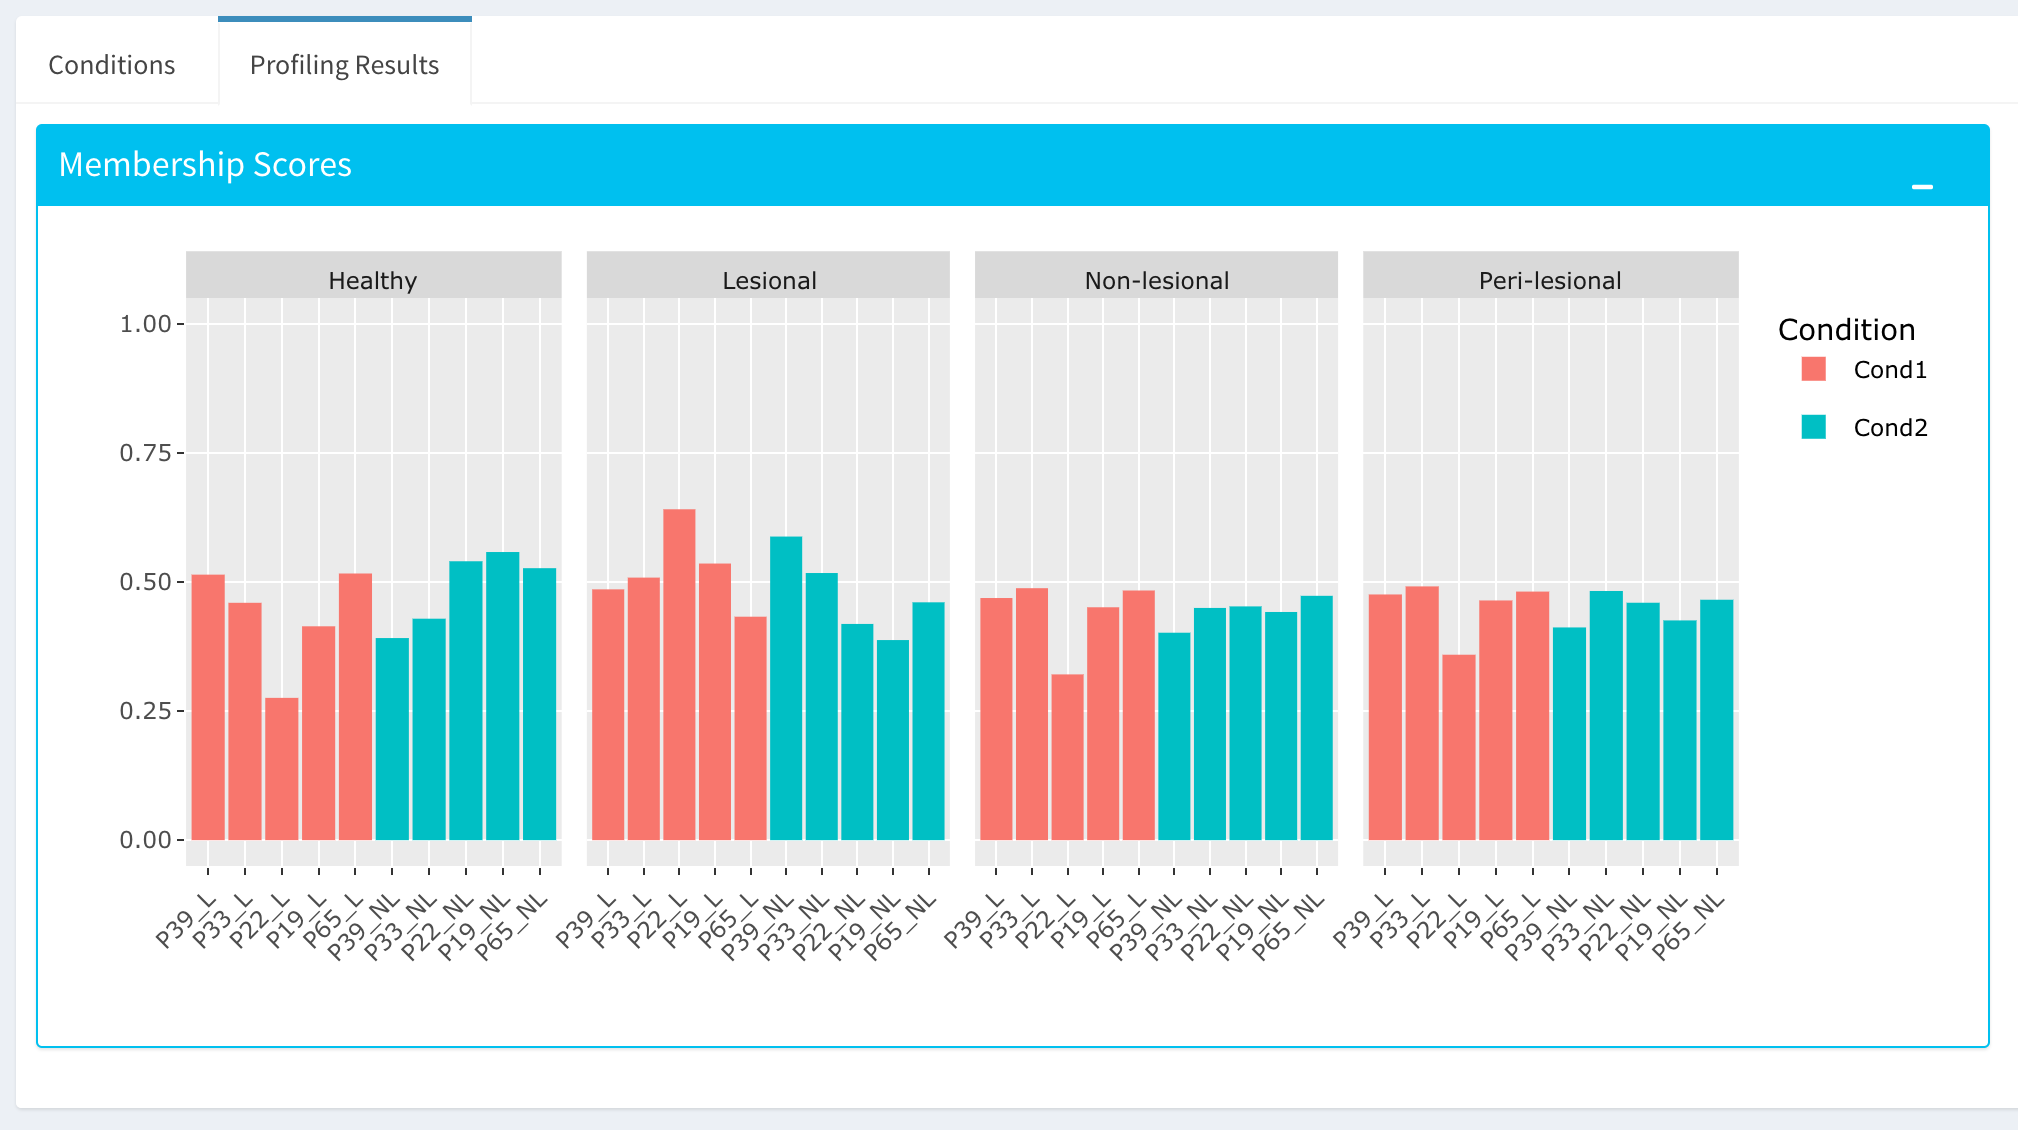 Conditions Profiling Results
Membership Scores
Healthy Lesional Non-lesional Peri-lesional
1.00
0.75
0.50
0.25
0.00
Condition
Cond1
Cond2
P39_L P33_L P22_L P19_L P65_L P39_NL P33_NL P22_NL P19_NL P65_NL
P39_L P33_L P22_L P19_L P65_L P39_NL P33_NL P22_NL P19_NL P65_NL
P39_L P33_L P22_L P19_L P65_L P39_NL P33_NL P22_NL P19_NL P65_NL
P39_L P33_L P22_L P19_L P65_L P39_NL P33_NL P22_NL P19_NL P65_NL